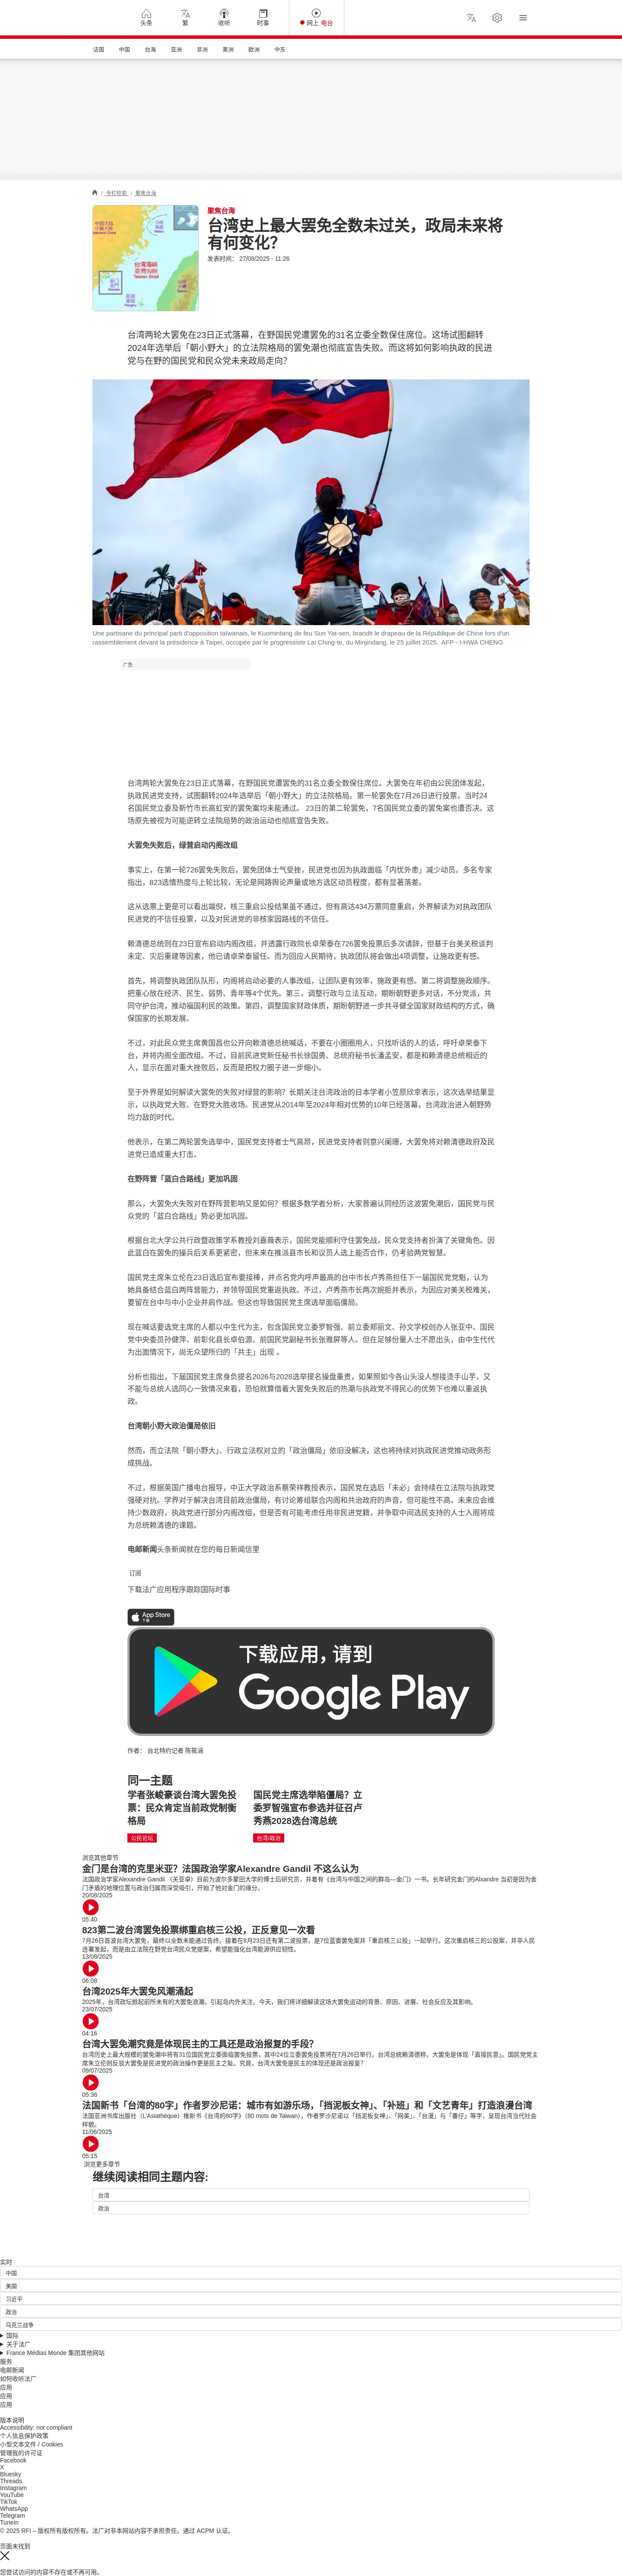 头条
繁
收听
时事
网上 电台
法国
中国
台海
亚洲
非洲
美洲
欧洲
中东
/ 专栏检索 / 聚焦台海
聚焦台海
台湾史上最大罢免全数未过关，政局未来将
有何变化？
发表时间： 27/08/2025 - 11:26
台湾两轮大罢免在23日正式落幕，在野国民党遭罢免的31名立委全数保住席位。这场试图翻转
2024年选举后「朝小野大」的立法院格局的罢免潮也彻底宣告失败。而这将如何影响执政的民进
党与在野的国民党和民众党未来政局走向？
Une partisane du principal parti d'opposition taïwanais, le Kuomintang de feu Sun Yat-sen, brandit le drapeau de la République de Chine lors d'un
rassemblement devant la présidence à Taipei, occupée par le progressiste Lai Ching-te, du Minjindang, le 25 juillet 2025. AFP - I-HWA CHENG
广告
台湾两轮大罢免在23日正式落幕，在野国民党遭罢免的31名立委全数保住席位。大罢免在年初由公民团体发起，
执政民进党支持，试图翻转2024年选举后「朝小野大」的立法院格局。第一轮罢免在7月26日进行投票，当时24
名国民党立委及新竹市长高虹安的罢免案均未能通过。 23日的第二轮罢免，7名国民党立委的罢免案也遭否决。这
场原先被视为可能逆转立法院局势的政治运动也彻底宣告失败。
大罢免失败后，绿营启动内阁改组
事实上，在第一轮726罢免失败后，罢免团体士气受挫，民进党也因为执政面临「内忧外患」减少动员。多名专家
指出，823选情热度与上轮比较，无论是网路舆论声量或地方选区动员程度，都有显著落差。
这从选票上更是可以看出端倪，核三重启公投结果虽不通过，但有高达434万票同意重启，外界解读为对执政团队
民进党的不信任投票，以及对民进党的非核家园路线的不信任。
赖清德总统则在23日宣布启动内阁改组，并透露行政院长卓荣泰在726罢免投票后多次请辞，但基于台美关税谈判
未定、灾后重建等因素，他已请卓荣泰留任。而为回应人民期待，执政团队将会做出4项调整，让施政更有感。
首先，将调整执政团队队形，内阁将启动必要的人事改组，让团队更有效率，施政更有感。第二将调整施政顺序。
把重心放在经济、民生、弱势、青年等4个优先。第三，调整行政与立法互动，期盼朝野更多对话，不分党派，共
同守护台湾，推动福国利民的政策。第四，调整国家财政体质，期盼朝野进一步共寻健全国家财政结构的方式，确
保国家的长期发展。
不过，对此民众党主席黄国昌也公开向赖清德总统喊话，不要在小圈圈用人，只找听话的人的话，呼吁卓荣泰下
台，并将内阁全面改组。不过，目前民进党新任秘书长徐国勇、总统府秘书长潘孟安，都是和赖清德总统相近的
人，显示在面对重大挫败后，反而是把权力圈子进一步缩小。
至于外界是如何解读大罢免的失败对绿营的影响？长期关注台湾政治的日本学者小笠原欣幸表示，这次选举结果显
示，以执政党大败、在野党大胜收场。民进党从2014年至2024年相对优势的10年已经落幕，台湾政治进入朝野势
均力敌的时代。
他表示，在第二两轮罢免选举中，国民党支持者士气高昂，民进党支持者则意兴阑珊，大罢免将对赖清德政府及民
进党已造成重大打击。
在野阵营「蓝白合路线」更加巩固
那么，大罢免大失败对在野阵营影响又是如何？根据多数学者分析，大家普遍认同经历这波罢免潮后，国民党与民
众党的「蓝白合路线」势必更加巩固。
根据台北大学公共行政暨政策学系教授刘嘉薇表示，国民党能顺利守住罢免战，民众党支持者扮演了关键角色。因
此蓝白在罢免的操兵后关系更紧密，但未来在推派县市长和议员人选上能否合作，仍考验两党智慧。
国民党主席朱立伦在23日选后宣布要接棒，并点名党内呼声最高的台中市长卢秀燕担任下一届国民党党魁，认为
她具备结合蓝白两阵营能力，并领导国民党重返执政。不过，卢秀燕市长两次婉拒并表示，为因应对美关税难关，
要留在台中与中小企业并肩作战。但这也导致国民党主席选举面临僵局。
现在喊话要选党主席的人都以中生代为主，包含国民党立委罗智强、前立委郑丽文、孙文学校创办人张亚中、国民
党中央委员孙健萍、前彰化县长卓伯源、前国民党副秘书长张雅屏等人。但在足够份量人士不愿出头，由中生代代
为出面情况下，尚无众望所归的「共主」出现 。
分析也指出，下届国民党主席身负提名2026与2028选举提名操盘重责，如果照如今各山头没人想接烫手山芋，又
不能与总统人选同心一致情况来看，恐怕就算借着大罢免失败后的热潮与执政党不得民心的优势下也难以重返执
政。
台湾朝小野大政治僵局依旧
然而，而立法院「朝小野大」、行政立法权对立的「政治僵局」依旧没解决，这也将持续对执政民进党推动政务形
成挑战。
不过，根据英国广播电台报导，中正大学政治系蔡荣祥教授表示，国民党在选后「未必」会持续在立法院与执政党
强硬对抗。学界对于解决台湾目前政治僵局，有讨论筹组联合内阁和共治政府的声音，但可能性不高。未来应会维
持少数政府，执政党进行部分内阁改组，但是否有可能考虑任用非民进党籍，并争取中间选民支持的人士入阁将成
为总统赖清德的课题。
电邮新闻头条新闻就在您的每日新闻信里
订阅
下载法广应用程序跟踪国际时事
App Store
下载
下载应用，请到
Google Play
作者： 台北特约记者 陈筱涵
同一主题
学者张峻豪谈台湾大罢免投
票：民众肯定当前政党制衡
格局
公民论坛
国民党主席选举陷僵局？立
委罗智强宣布参选并征召卢
秀燕2028选台湾总统
台湾/政治
浏览其他章节
金门是台湾的克里米亚？法国政治学家Alexandre Gandil 不这么认为
法国政治学家Alexandre Gandil （关亚卓）目前为波尔多蒙田大学的博士后研究员，并着有《台湾与中国之间的群岛—金门》一书。长年研究金门的Alxandre 当初是因为金
门矛盾的地理位置与政治归属而深受吸引，开始了他对金门的缘分。
20/08/2025
05:40
823第二波台湾罢免投票绑重启核三公投，正反意见一次看
7月26日首波台湾大罢免，最终以全数未能通过告终。接着在8月23日还有第二波投票，是7位蓝委罢免案并「重启核三公投」一起举行。这次重启核三的公投案，并非人民
连署发起，而是由立法院在野党台湾民众党提案，希望能强化台湾能源供应韧性。
13/08/2025
06:08
台湾2025年大罢免风潮涌起
2025年，台湾政坛掀起前所未有的大罢免浪潮，引起岛内外关注。今天，我们将详细解读这场大罢免运动的背景、原因、进展、社会反应及其影响。
23/07/2025
04:16
台湾大罢免潮究竟是体现民主的工具还是政治报复的手段？
台湾历史上最大规模的罢免潮中将有31位国民党立委面临罢免投票，其中24位立委罢免投票将在7月26日举行。台湾总统赖清德称，大罢免是体现「直接民意」。国民党党主
席朱立伦则反驳大罢免是民进党的政治操作更是民主之耻。究竟，台湾大罢免是民主的体现还是政治报复？
09/07/2025
05:36
法国新书「台湾的80字」作者罗沙尼诺：城市有如游乐场，「挡泥板女神」、「补班」和「文艺青年」打造浪漫台湾
法国亚洲书库出版社（L'Asiathèque）推新书《台湾的80字》（80 mots de Taiwan），作者罗沙尼诺以「挡泥板女神」、「网美」、「台漫」与「番仔」等字，呈现台湾当代社会
样貌。
11/06/2025
05:15
浏览更多章节
继续阅读相同主题内容:
台湾
政治
实时
中国
美国
习近平
政治
乌克兰战争
国际
关于法广
France Médias Monde 集团其他网站
服务
电邮新闻
如何收听法广
应用
应用
应用
版本说明
Accessibility: not compliant
个人信息保护政策
小型文本文件 / Cookies
管理我的许可证
Facebook
X
Bluesky
Threads
Instagram
YouTube
TikTok
WhatsApp
Telegram
TuneIn
© 2025 RFI – 版权所有版权所有。法广对非本网站内容不承担责任。通过 ACPM 认证。
页面未找到
您尝试访问的内容不存在或不再可用。